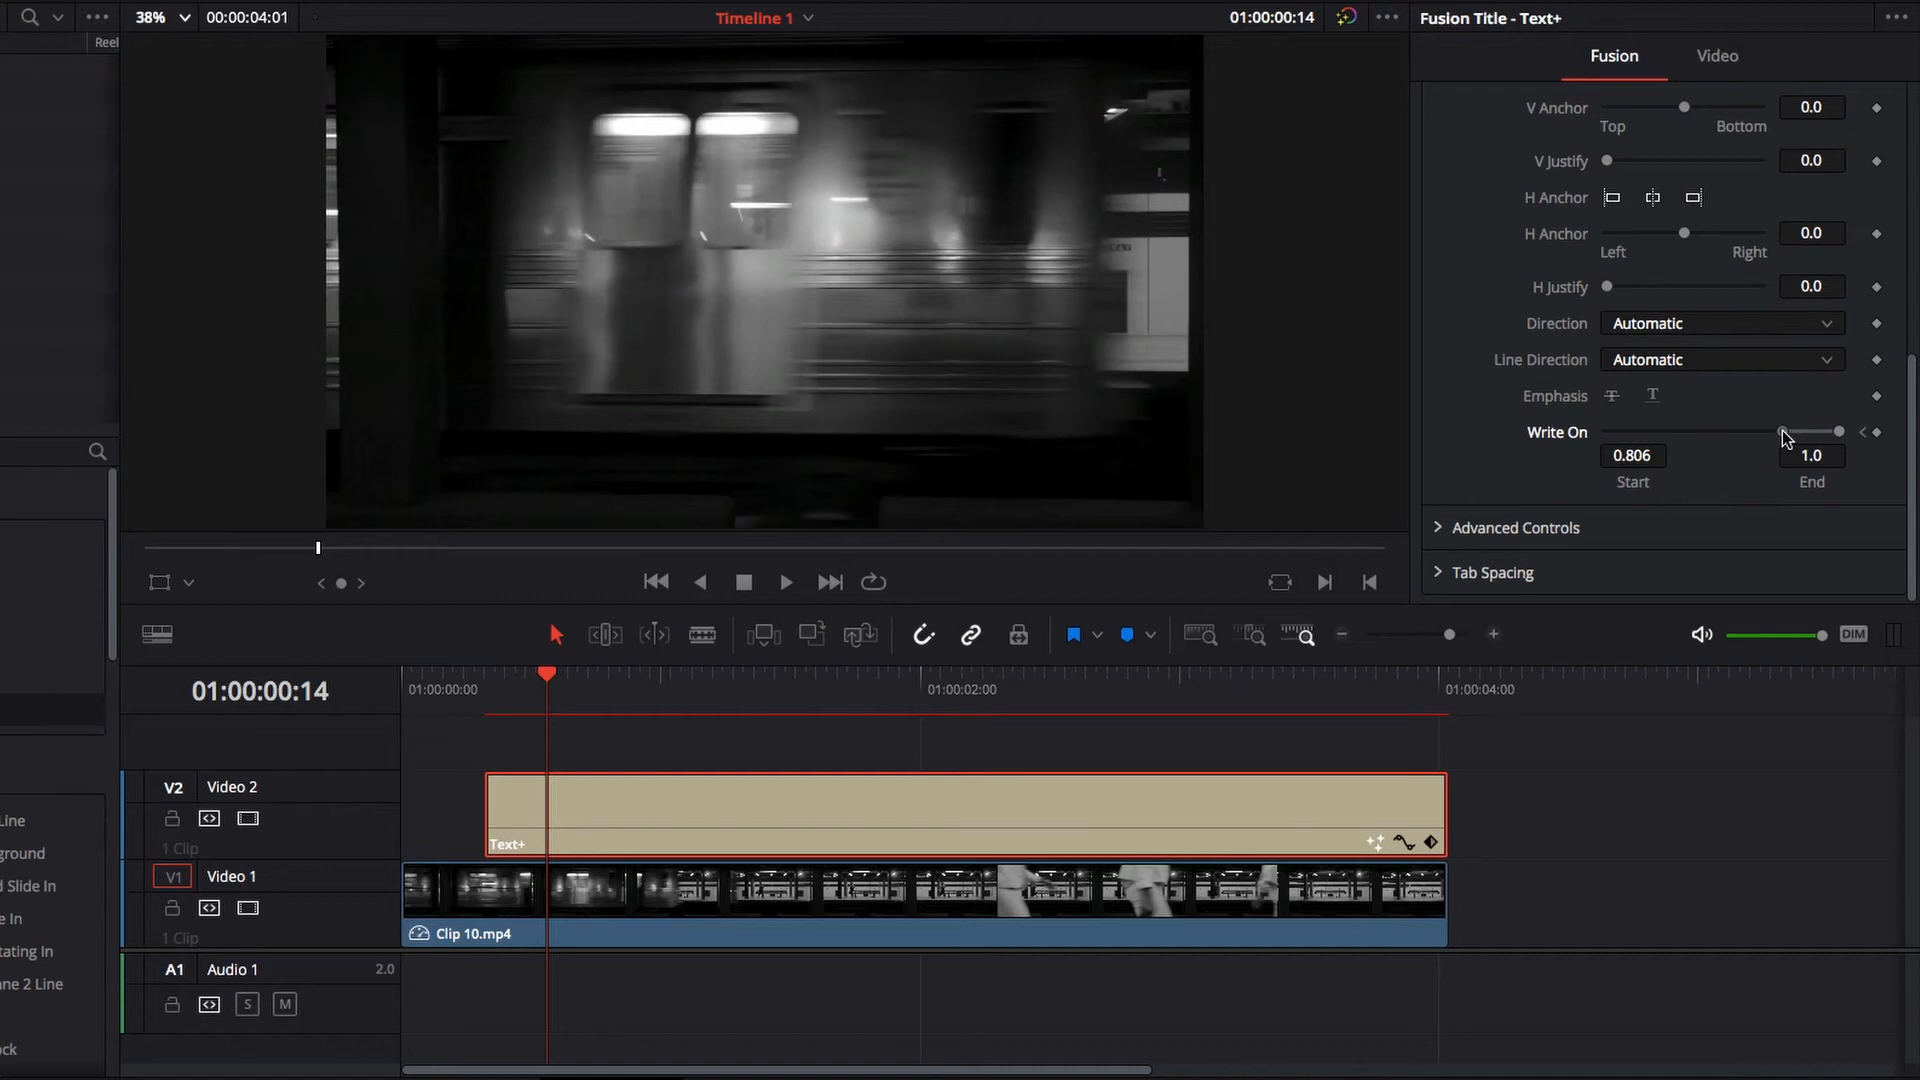 38% 00:00:04:01 Timeline 1 01:00:00:14 Fusion Title - Text+
Reel
Fusion Video
V Anchor 0.0
Top Bottom
V Justify 0.0
H Anchor
H Anchor 0.0
Left Right
H Justify 0.0
Direction Automatic
Line Direction Automatic
Emphasis T T
Write On
0.806 1.0
Start End
Advanced Controls
Tab Spacing
DIM
01:00:00:14
01:00:00:00 01:00:02:00 01:00:04:00
V2 Video 2
1 Clip
Text+
V1 Video 1
1 Clip
Clip 10.mp4
A1 Audio 1 2.0
S M
Line
ground
d Slide In
e In
tating In
ne 2 Line
ock